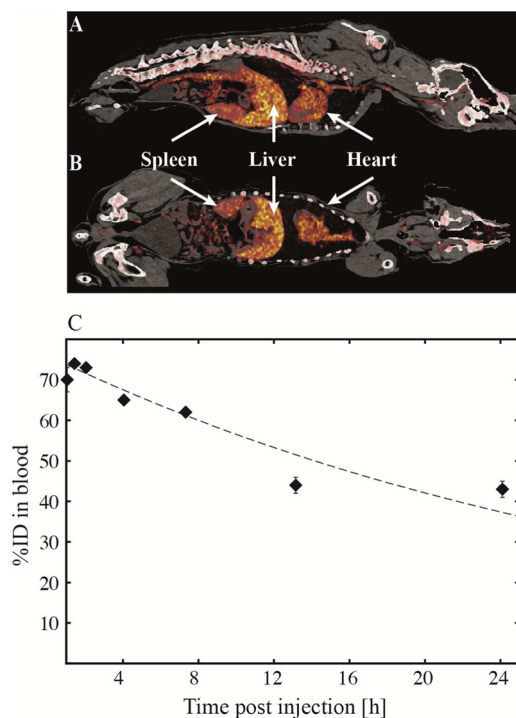 A
Spleen Liver Heart
B
C
70
60
50
40
30
20
10
%ID in blood
4 8 12 16 20 24
Time post injection [h]